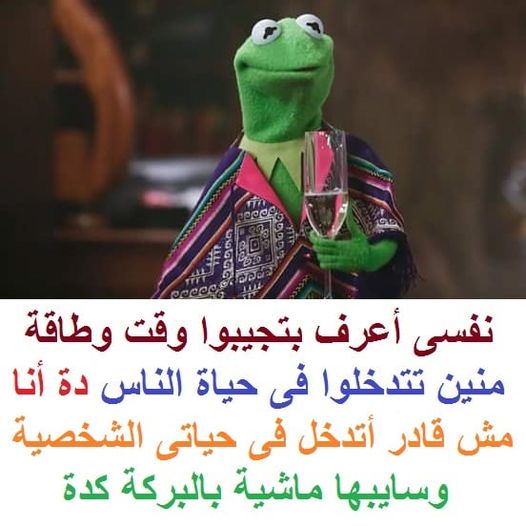 نفسى أعرف بتجيبوا وقت وطاقة
منين تتدخلوا فى حياة الناس دة أنا
مش قادر أتدخل فى حياتى الشخصية
وسايبها ماشية بالبركة كدة